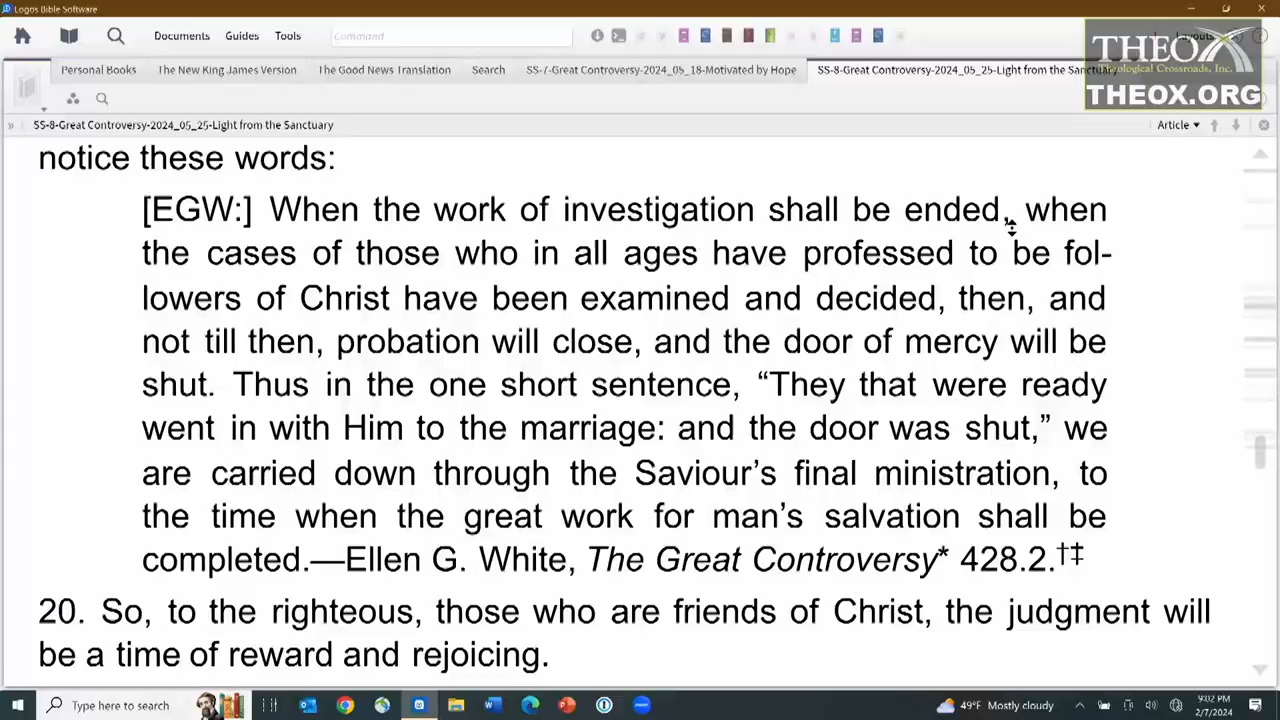 Logos Bible Software
Documents Guides Tools Command
THEOX
Theological Crossroads, Inc.
THEOX.ORG
Personal Books The New King James Version The Good News SS-7-Great Controversy-2024_05_18-Motivated by Hope SS-8-Great Controversy-2024_05_25-Light from the Sanctuary
SS-8-Great Controversy-2024_05_25-Light from the Sanctuary Article
notice these words:
[EGW:] When the work of investigation shall be ended, when
the cases of those who in all ages have professed to be fol-
lowers of Christ have been examined and decided, then, and
not till then, probation will close, and the door of mercy will be
shut. Thus in the one short sentence, “They that were ready
went in with Him to the marriage: and the door was shut,” we
are carried down through the Saviour’s final ministration, to
the time when the great work for man’s salvation shall be
completed.—Ellen G. White, The Great Controversy* 428.2.†‡
20. So, to the righteous, those who are friends of Christ, the judgment will
be a time of reward and rejoicing.
Type here to search
49°F Mostly cloudy
9:02 PM
2/7/2024